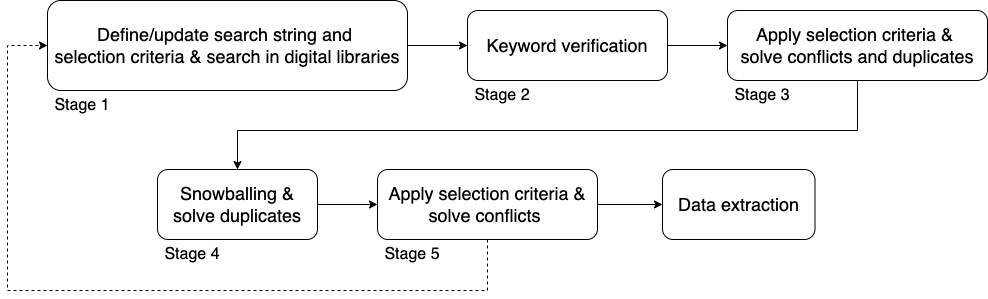 Define/update search string and
selection criteria & search in digital libraries
Stage 1
Keyword verification
Stage 2
Apply selection criteria &
solve conflicts and duplicates
Stage 3
Snowballing &
solve duplicates
Stage 4
Apply selection criteria &
solve conflicts
Stage 5
Data extraction